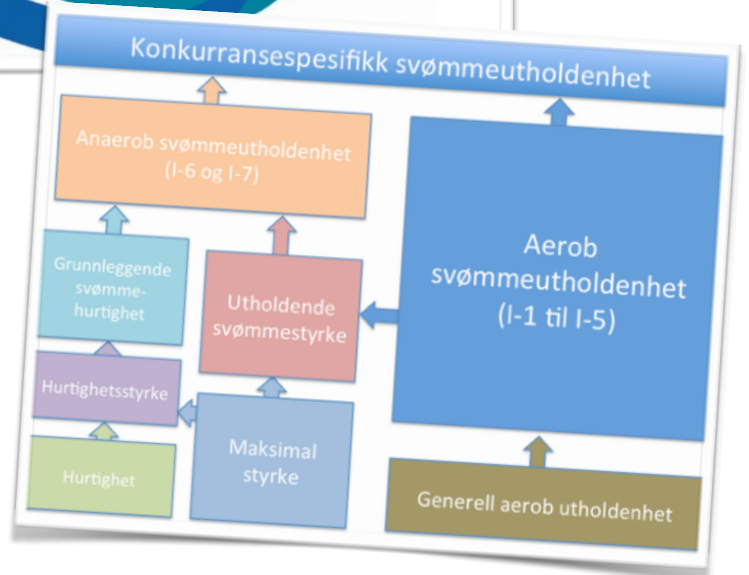 Konkurransespesifikk svømmeutholdenhet
Anaerob svømmeutholdenhet
(I-6 og I-7)
Aerob
svømmeutholdenhet
(I-1 til I-5)
Grunnleggende
svømme-
hurtighet
Utholdende
svømmestyrke
Hurtighetsstyrke
Maksimal
styrke
Hurtighet
Generell aerob utholdenhet